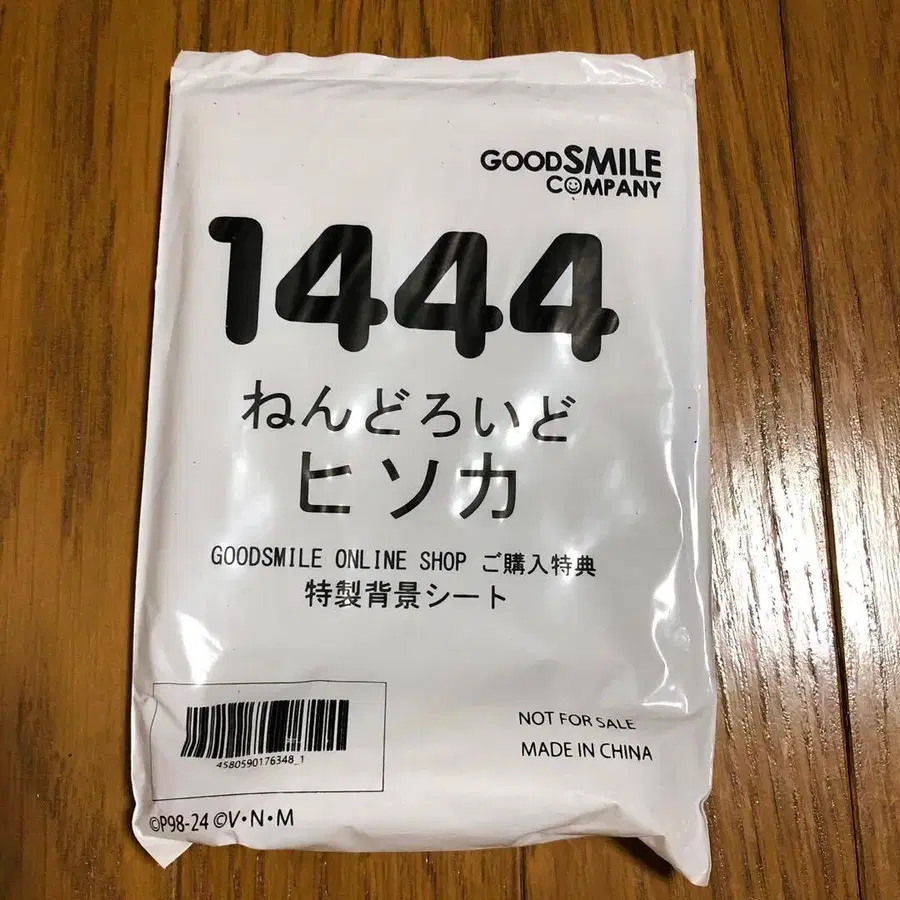 GOODSMILE
COMPANY
1444
ねんどろいど
ヒソカ
GOODSMILE ONLINE SHOP ご購入特典
特製背景シート
NOT FOR SALE
MADE IN CHINA
4580590176348_1
©P98-24 ©V・N・M